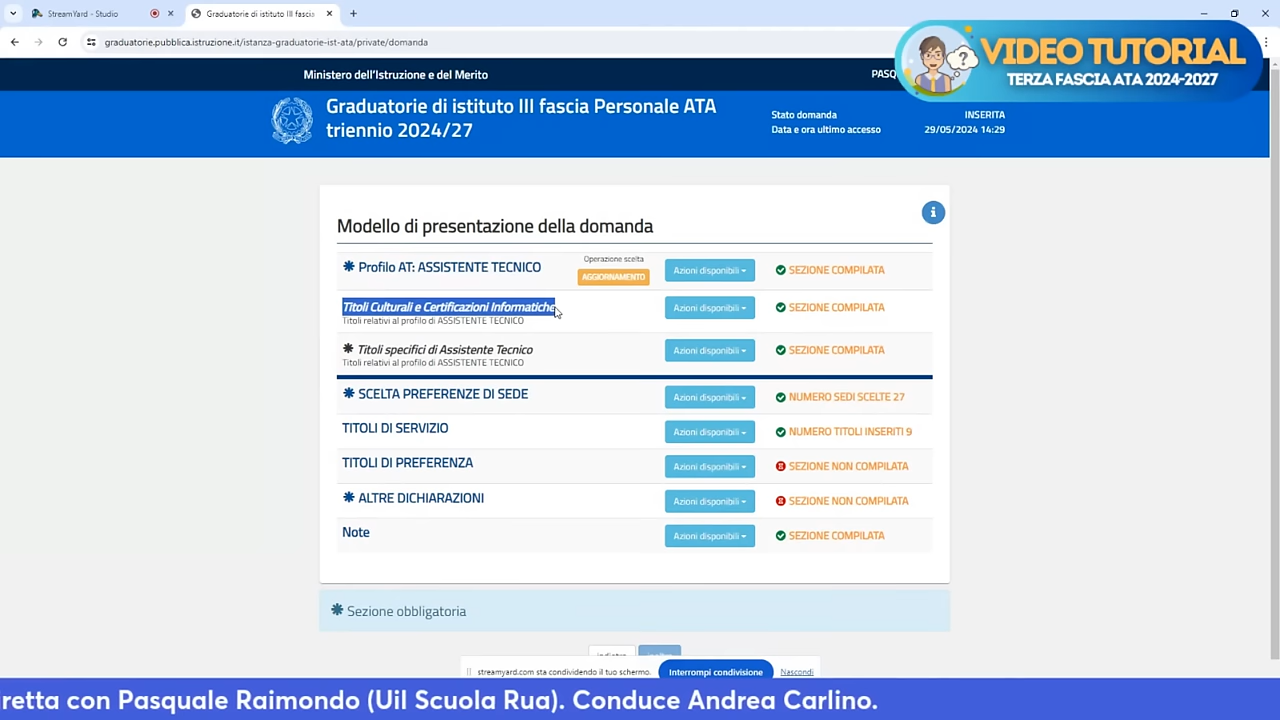 StreamYard - Studio
Graduatorie di istituto III fascia
graduatorie.pubblica.istruzione.it/istanza-graduatorie-ist-ata/private/domanda
VIDEO TUTORIAL
TERZA FASCIA ATA 2024-2027
Ministero dell'Istruzione e del Merito
PASQ
Graduatorie di istituto III fascia Personale ATA
triennio 2024/27
Stato domanda INSERITA
Data e ora ultimo accesso 29/05/2024 14:29
Modello di presentazione della domanda
Profilo AT: ASSISTENTE TECNICO Operazione scelta AGGIORNAMENTO Azioni disponibili SEZIONE COMPILATA
Titoli Culturali e Certificazioni Informatiche Azioni disponibili SEZIONE COMPILATA
Titoli relativi al profilo di ASSISTENTE TECNICO
Titoli specifici di Assistente Tecnico Azioni disponibili SEZIONE COMPILATA
Titoli relativi al profilo di ASSISTENTE TECNICO
SCELTA PREFERENZE DI SEDE Azioni disponibili NUMERO SEDI SCELTE 27
TITOLI DI SERVIZIO Azioni disponibili NUMERO TITOLI INSERITI 9
TITOLI DI PREFERENZA Azioni disponibili SEZIONE NON COMPILATA
ALTRE DICHIARAZIONI Azioni disponibili SEZIONE NON COMPILATA
Note Azioni disponibili SEZIONE COMPILATA
Sezione obbligatoria
streamyard.com sta condividendo il tuo schermo. Interrompi condivisione Nascondi
iretta con Pasquale Raimondo (Uil Scuola Rua). Conduce Andrea Carlino.